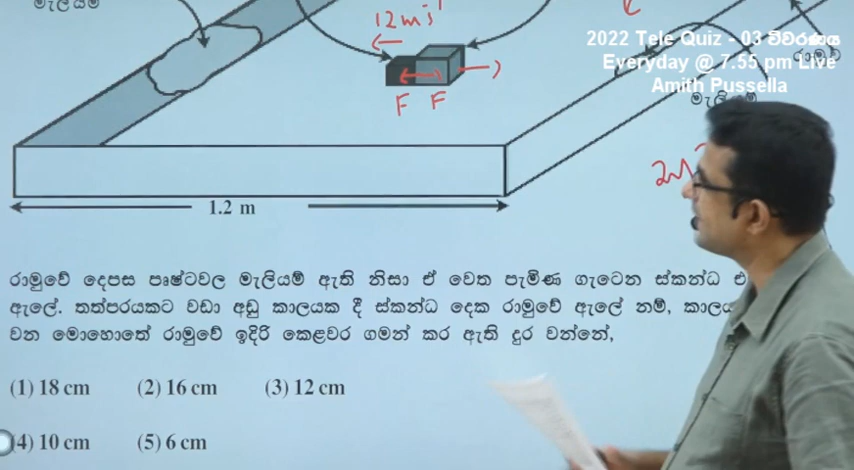 මැලියම්
12ms⁻¹
2022 Tele Quiz - 03 විවරණය
Everyday @ 7.55 pm Live
Amith Pussella
රාමුව
මැලියම්
F F
1.2 m
රාමුවේ දෙපස පෘෂ්ටවල මැලියම් ඇති නිසා ඒ වෙත පැමිණ ගැටෙන ස්කන්ධ එ
ඇලේ. තත්පරයකට වඩා අඩු කාලයක දී ස්කන්ධ දෙක රාමුවේ ඇලේ නම්, කාලය
වන මොහොතේ රාමුවේ ඉදිරි කෙළවර ගමන් කර ඇති දුර වන්නේ,
(1) 18 cm (2) 16 cm (3) 12 cm
(4) 10 cm (5) 6 cm